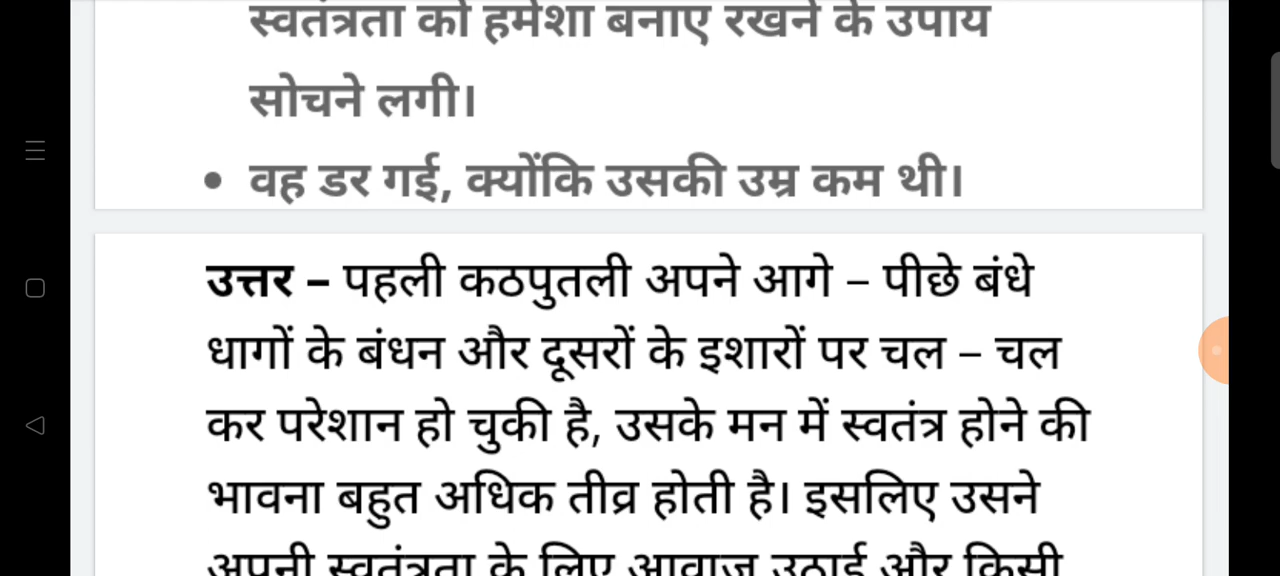 स्वतंत्रता को हमेशा बनाए रखने के उपाय
सोचने लगी।
• वह डर गई, क्योंकि उसकी उम्र कम थी।
उत्तर – पहली कठपुतली अपने आगे – पीछे बंधे
धागों के बंधन और दूसरों के इशारों पर चल – चल
कर परेशान हो चुकी है, उसके मन में स्वतंत्र होने की
भावना बहुत अधिक तीव्र होती है। इसलिए उसने
अपनी स्वतंत्रता के लिए आवाज उठाई और किसी